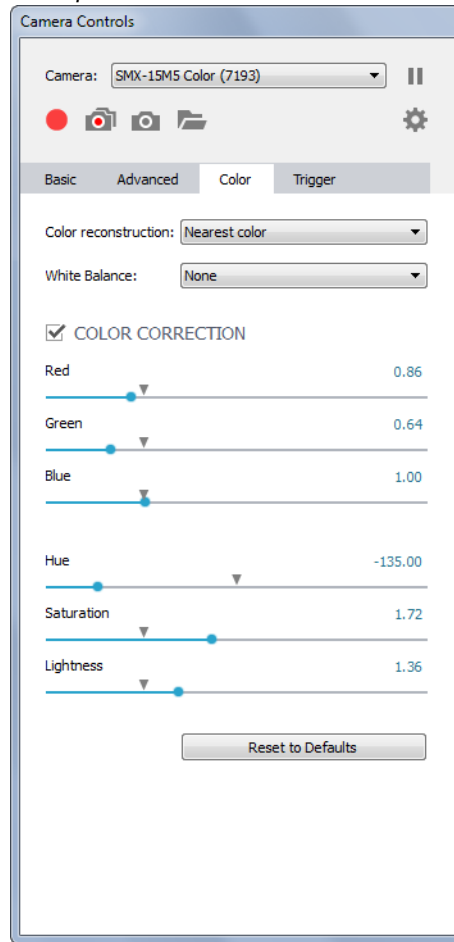 Camera Controls
Camera: SMX-15M5 Color (7193)
Basic Advanced Color Trigger
Color reconstruction: Nearest color
White Balance: None
COLOR CORRECTION
Red 0.86
Green 0.64
Blue 1.00
Hue -135.00
Saturation 1.72
Lightness 1.36
Reset to Defaults